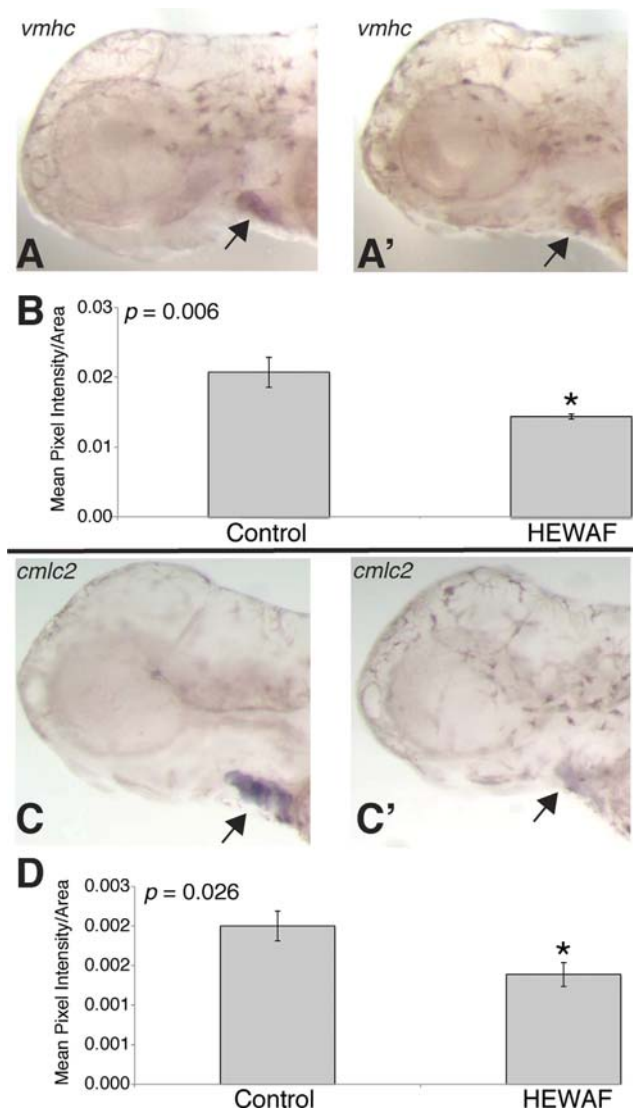 vmhc
vmhc
A
A'
B
p = 0.006
Mean Pixel Intensity/Area
0.03
0.02
0.01
0.00
*
Control
HEWAF
cmlc2
cmlc2
C
C'
D
p = 0.026
Mean Pixel Intensity/Area
0.003
0.002
0.002
0.001
0.001
0.000
*
Control
HEWAF